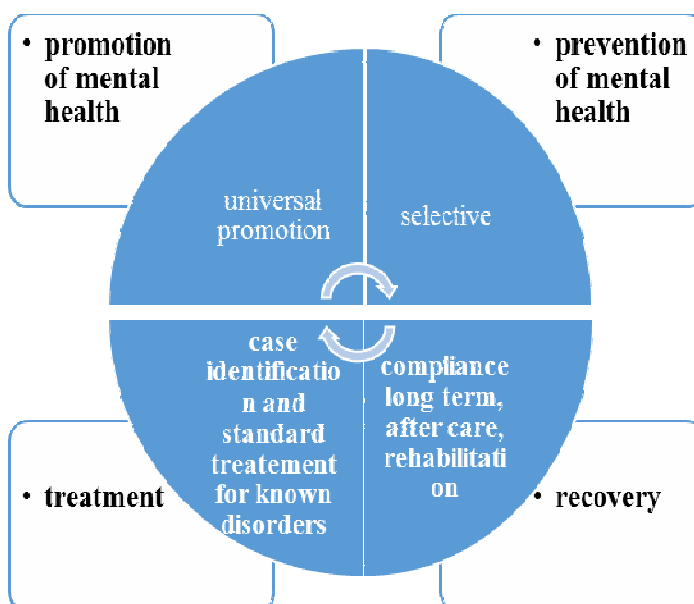 • promotion
of mental
health
• prevention
of mental
health
universal
promotion
selective
case
identificatio
n and
standard
treatement
for known
disorders
compliance
long term,
after care,
rehabilitati
on
• treatment
• recovery